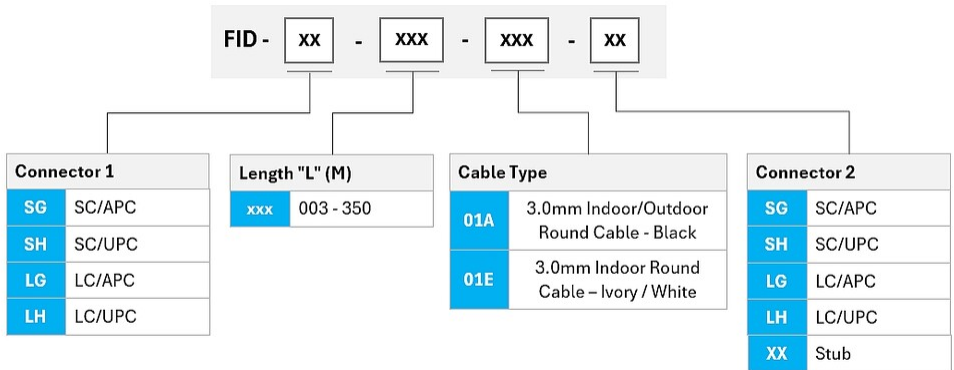 FID - XX - XXX - XXX - XX
Connector 1
SG SC/APC
SH SC/UPC
LG LC/APC
LH LC/UPC
Length "L" (M)
xxx 003 - 350
Cable Type
01A 3.0mm Indoor/Outdoor
Round Cable - Black
01E 3.0mm Indoor Round
Cable – Ivory / White
Connector 2
SG SC/APC
SH SC/UPC
LG LC/APC
LH LC/UPC
XX Stub